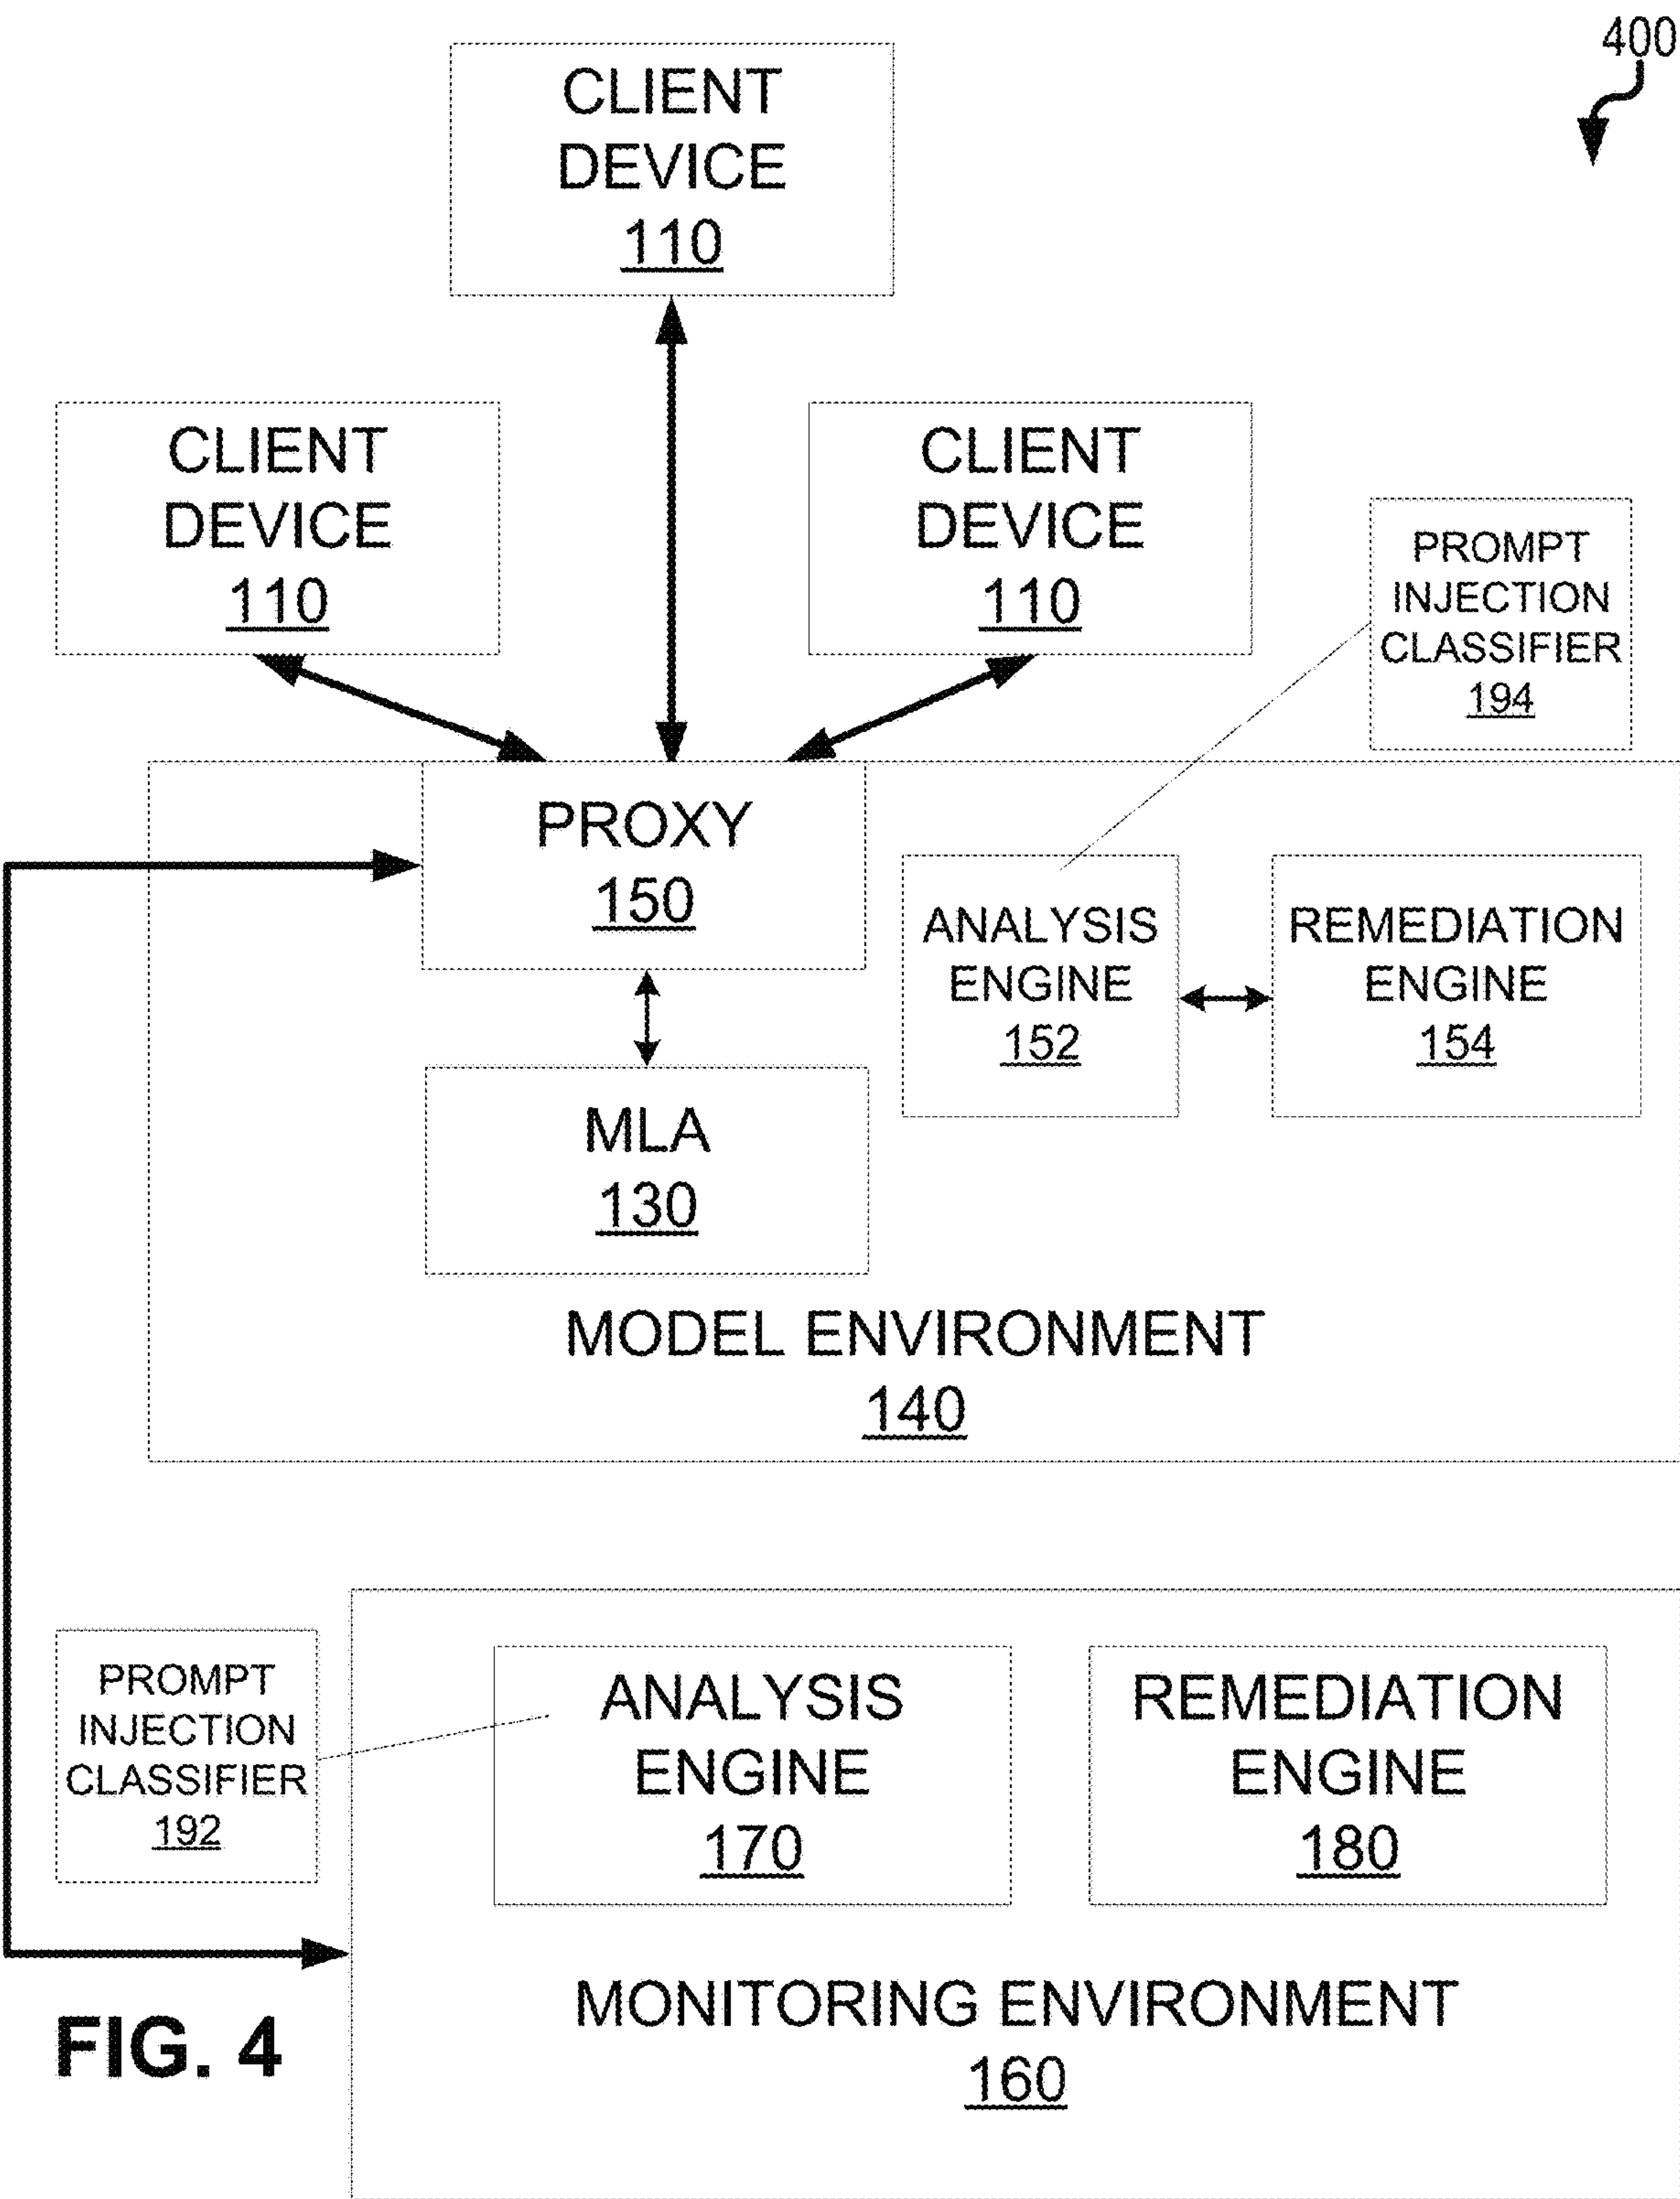 400
CLIENT
DEVICE
110
CLIENT
DEVICE
110
CLIENT
DEVICE
110
PROMPT
INJECTION
CLASSIFIER
194
PROXY
150
ANALYSIS
ENGINE
152
REMEDIATION
ENGINE
154
MLA
130
MODEL ENVIRONMENT
140
PROMPT
INJECTION
CLASSIFIER
192
ANALYSIS
ENGINE
170
REMEDIATION
ENGINE
180
MONITORING ENVIRONMENT
160
FIG. 4